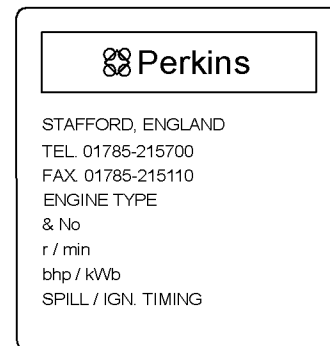 Perkins
STAFFORD, ENGLAND
TEL. 01785-215700
FAX. 01785-215110
ENGINE TYPE
& No
r / min
bhp / kWb
SPILL / IGN. TIMING